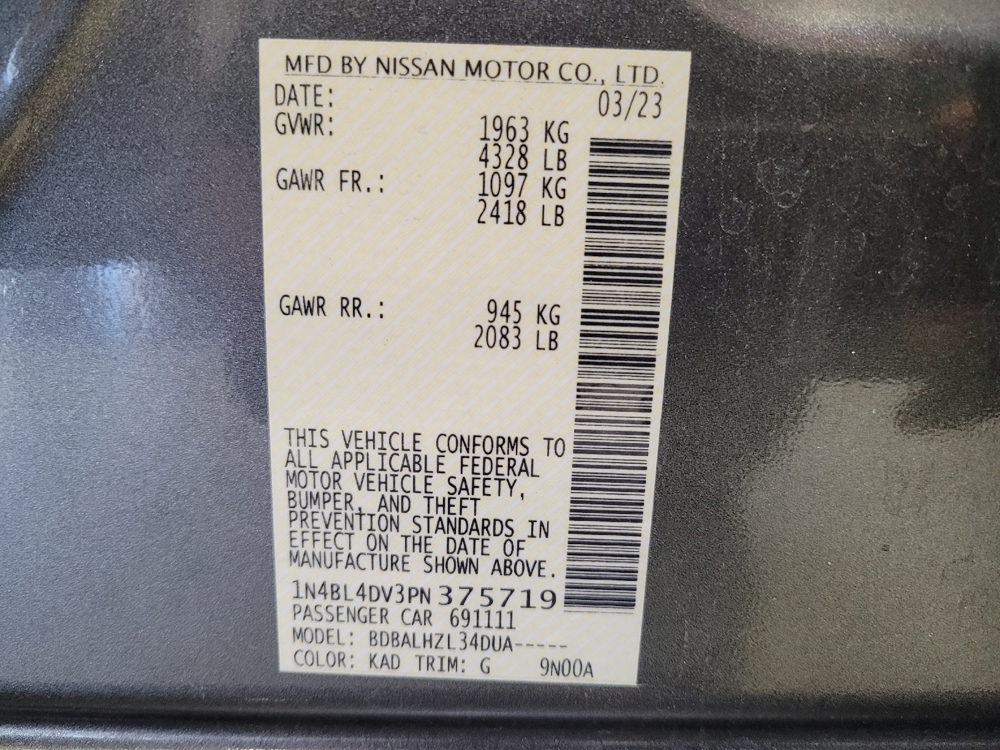 MFD BY NISSAN MOTOR CO., LTD.
DATE: 03/23
GVWR: 1963 KG
4328 LB
GAWR FR.: 1097 KG
2418 LB
GAWR RR.: 945 KG
2083 LB
THIS VEHICLE CONFORMS TO
ALL APPLICABLE FEDERAL
MOTOR VEHICLE SAFETY,
BUMPER, AND THEFT
PREVENTION STANDARDS IN
EFFECT ON THE DATE OF
MANUFACTURE SHOWN ABOVE.
1N4BL4DV3PN375719
PASSENGER CAR 691111
MODEL: BDBALHZL34DUA-----
COLOR: KAD TRIM: G 9N00A